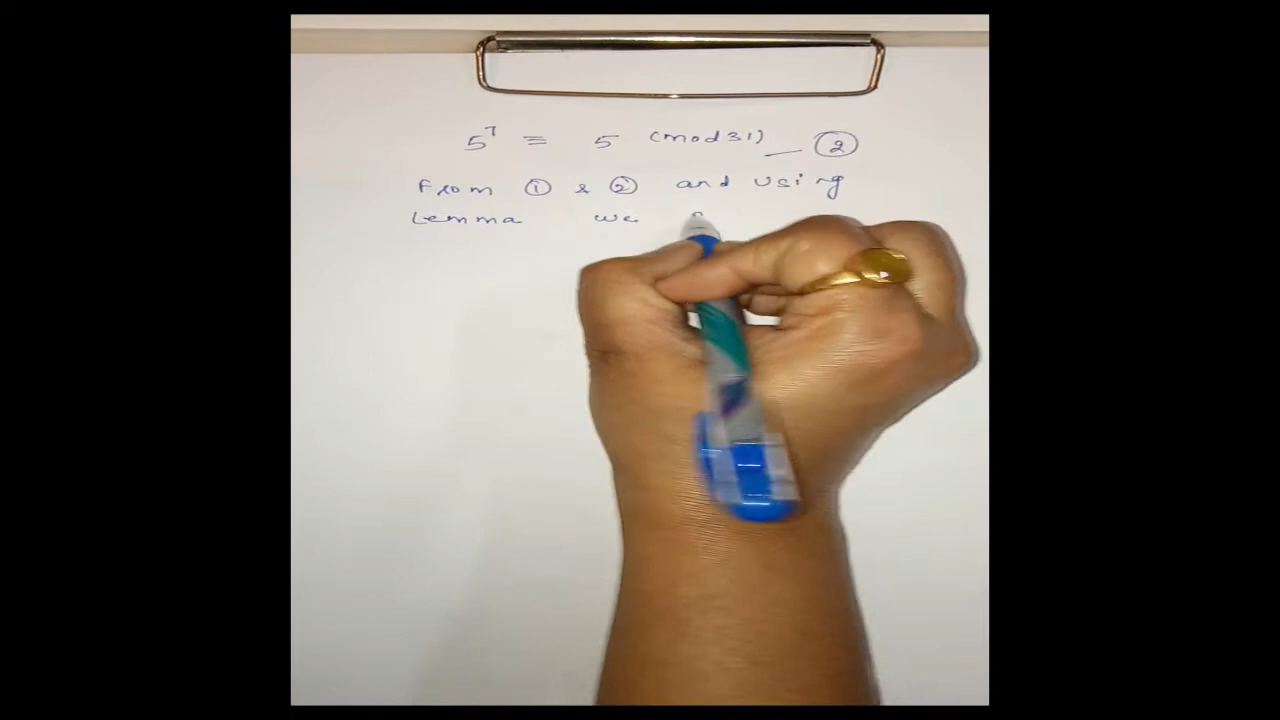 5⁷ ≡ 5 (mod 31) — ②
From ① & ② and using
Lemma we